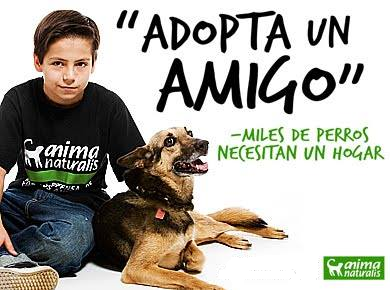 “ADOPTA UN
AMIGO”
–MILES DE PERROS
NECESITAN UN HOGAR
anima
naturalis
anima
naturalis